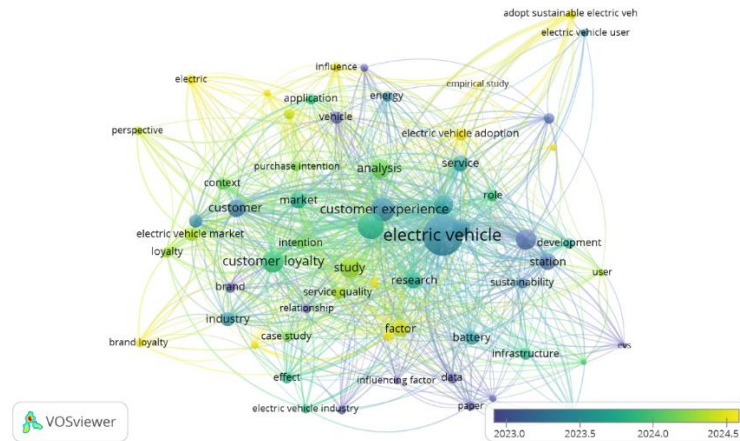 adopt sustainable electric veh
electric vehicle user
influence
electric
empirical study
energy
application
vehicle
perspective
electric vehicle adoption
purchase intention
analysis
service
context
role
market
customer
customer experience
electric vehicle market
electric vehicle
intention
development
loyalty
customer loyalty
study
station
user
research
sustainability
brand
service quality
relationship
industry
factor
case study
battery
brand loyalty
evs
infrastructure
effect
influencing factor
data
electric vehicle industry
paper
VOSviewer
2023.0 2023.5 2024.0 2024.5